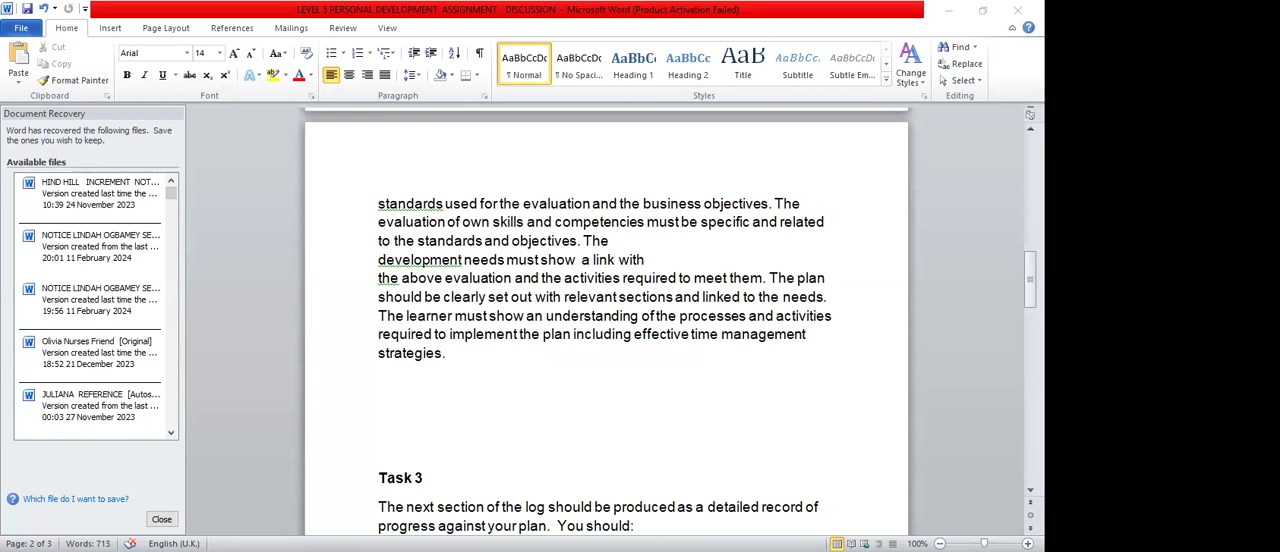 LEVEL 5 PERSONAL DEVELOPMENT ASSIGNMENT DISCUSSION - Microsoft Word (Product Activation Failed)
File Home Insert Page Layout References Mailings Review View
Paste Cut Copy Format Painter
Arial 14
AaBbCcDc AaBbCcDc AaBbCc AaBbCc AaB AaBbCc. AaBbCcDc
¶ Normal ¶ No Spaci... Heading 1 Heading 2 Title Subtitle Subtle Em...
Change Styles
Find Replace Select
Clipboard Font Paragraph Styles Editing
Document Recovery
Word has recovered the following files. Save
the ones you wish to keep.
Available files
HIND HILL INCREMENT NOT...
Version created last time the ...
10:39 24 November 2023
NOTICE LINDAH OGBAMEY SE...
Version created from the last ...
20:01 11 February 2024
NOTICE LINDAH OGBAMEY SE...
Version created last time the ...
19:56 11 February 2024
Olivia Nurses Friend [Original]
Version created last time the ...
18:52 21 December 2023
JULIANA REFERENCE [Autos...
Version created from the last ...
00:03 27 November 2023
Which file do I want to save?
Close
standards used for the evaluation and the business objectives. The
evaluation of own skills and competencies must be specific and related
to the standards and objectives. The
development needs must show a link with
the above evaluation and the activities required to meet them. The plan
should be clearly set out with relevant sections and linked to the needs.
The learner must show an understanding of the processes and activities
required to implement the plan including effective time management
strategies.
Task 3
The next section of the log should be produced as a detailed record of
progress against your plan. You should:
Page: 2 of 3 Words: 713 English (U.K.) 100%